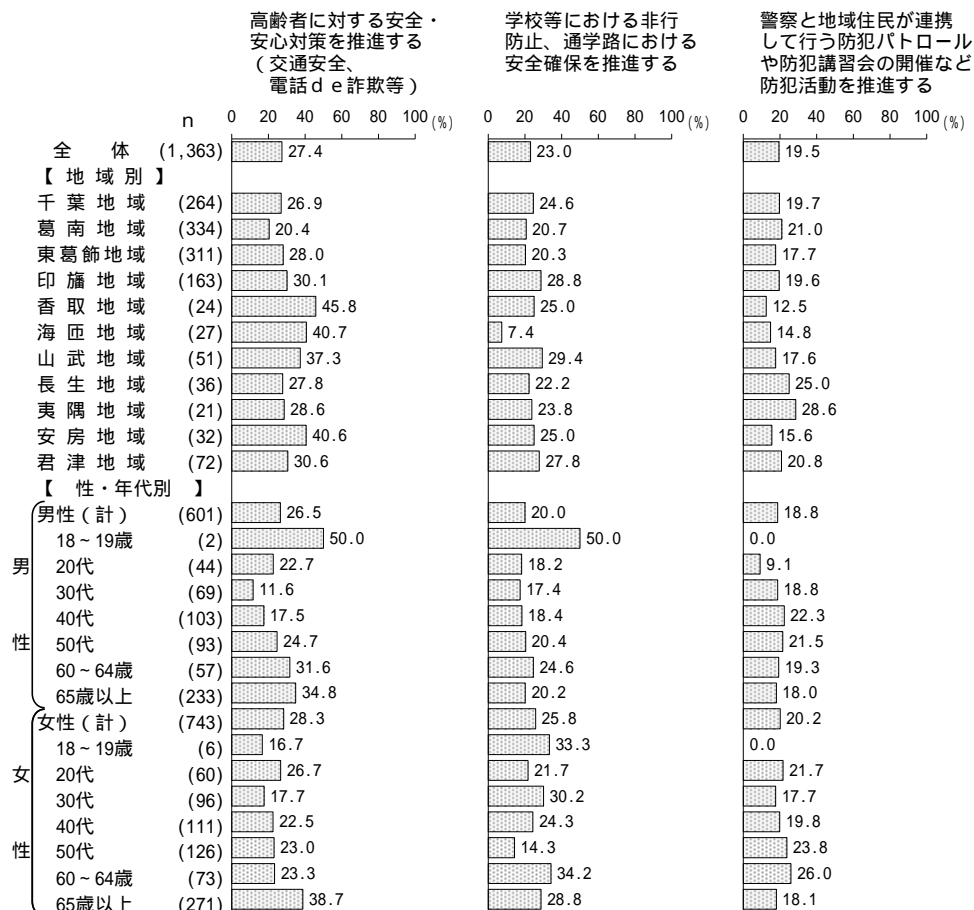 高齢者に対する安全・
安心対策を推進する
（交通安全、
電話ｄｅ詐欺等）
学校等における非行
防止、通学路における
安全確保を推進する
警察と地域住民が連携
して行う防犯パトロール
や防犯講習会の開催など
防犯活動を推進する
n 0 20 40 60 80 100(%) 0 20 40 60 80 100(%) 0 20 40 60 80 100(%)
全　体 (1,363) 27.4 23.0 19.5
【 地 域 別 】
千 葉 地 域 (264) 26.9 24.6 19.7
葛 南 地 域 (334) 20.4 20.7 21.0
東葛飾地域 (311) 28.0 20.3 17.7
印 旛 地 域 (163) 30.1 28.8 19.6
香 取 地 域 (24) 45.8 25.0 12.5
海 匝 地 域 (27) 40.7 7.4 14.8
山 武 地 域 (51) 37.3 29.4 17.6
長 生 地 域 (36) 27.8 22.2 25.0
夷 隅 地 域 (21) 28.6 23.8 28.6
安 房 地 域 (32) 40.6 25.0 15.6
君 津 地 域 (72) 30.6 27.8 20.8
【 性・年代別 】
男性（計） (601) 26.5 20.0 18.8
18～19歳 (2) 50.0 50.0 0.0
男 20代 (44) 22.7 18.2 9.1
30代 (69) 11.6 17.4 18.8
40代 (103) 17.5 18.4 22.3
性 50代 (93) 24.7 20.4 21.5
60～64歳 (57) 31.6 24.6 19.3
65歳以上 (233) 34.8 20.2 18.0
女性（計） (743) 28.3 25.8 20.2
18～19歳 (6) 16.7 33.3 0.0
女 20代 (60) 26.7 21.7 21.7
30代 (96) 17.7 30.2 17.7
40代 (111) 22.5 24.3 19.8
性 50代 (126) 23.0 14.3 23.8
60～64歳 (73) 23.3 34.2 26.0
65歳以上 (271) 38.7 28.8 18.1